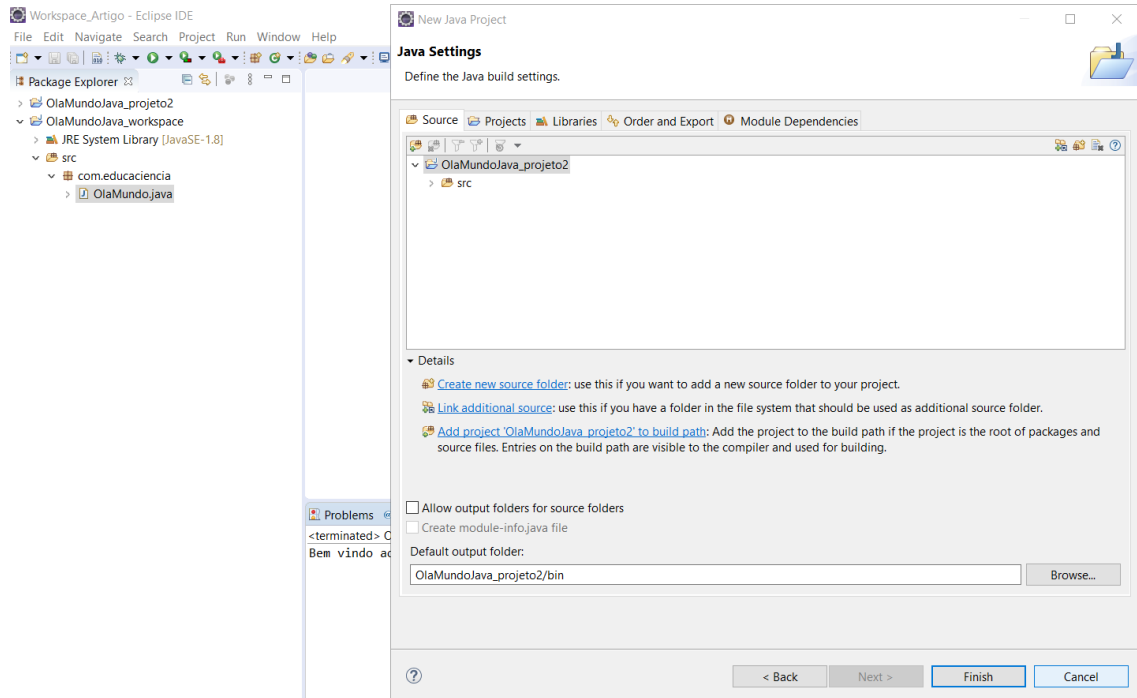 Workspace_Artigo - Eclipse IDE
File Edit Navigate Search Project Run Window Help
Package Explorer
OlaMundoJava_projeto2
OlaMundoJava_workspace
JRE System Library [JavaSE-1.8]
src
com.educaciencia
OlaMundo.java
Problems
<terminated> O
Bem vindo ao
New Java Project
Java Settings
Define the Java build settings.
Source Projects Libraries Order and Export Module Dependencies
OlaMundoJava_projeto2
src
Details
Create new source folder: use this if you want to add a new source folder to your project.
Link additional source: use this if you have a folder in the file system that should be used as additional source folder.
Add project 'OlaMundoJava_projeto2' to build path: Add the project to the build path if the project is the root of packages and
source files. Entries on the build path are visible to the compiler and used for building.
Allow output folders for source folders
Create module-info.java file
Default output folder:
OlaMundoJava_projeto2/bin Browse...
< Back Next > Finish Cancel